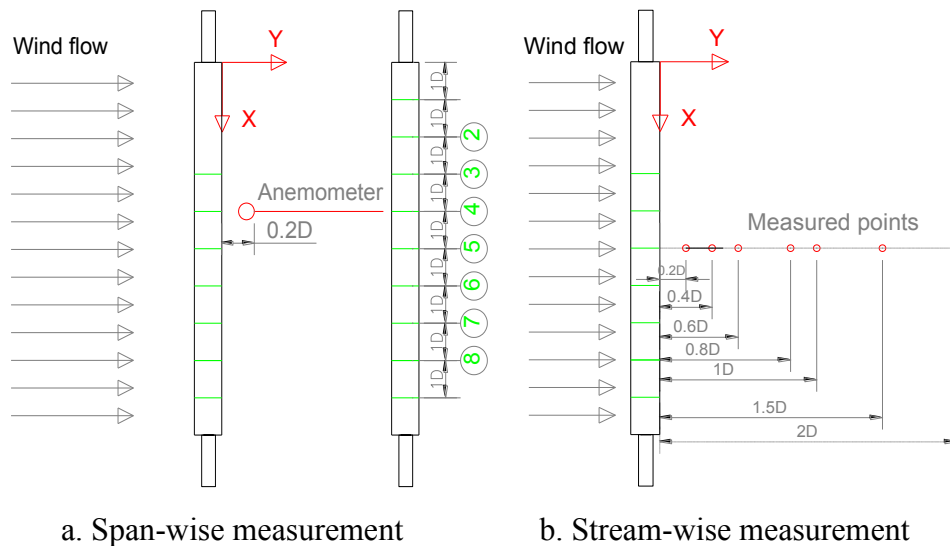 Wind flow
Y
X
Anemometer
0.2D
1D
1D
1D
1D
1D
1D
1D
1D
1D
2
3
4
5
6
7
8
Wind flow
Y
X
Measured points
0.2D
0.4D
0.6D
0.8D
1D
1.5D
2D
a. Span-wise measurement
b. Stream-wise measurement